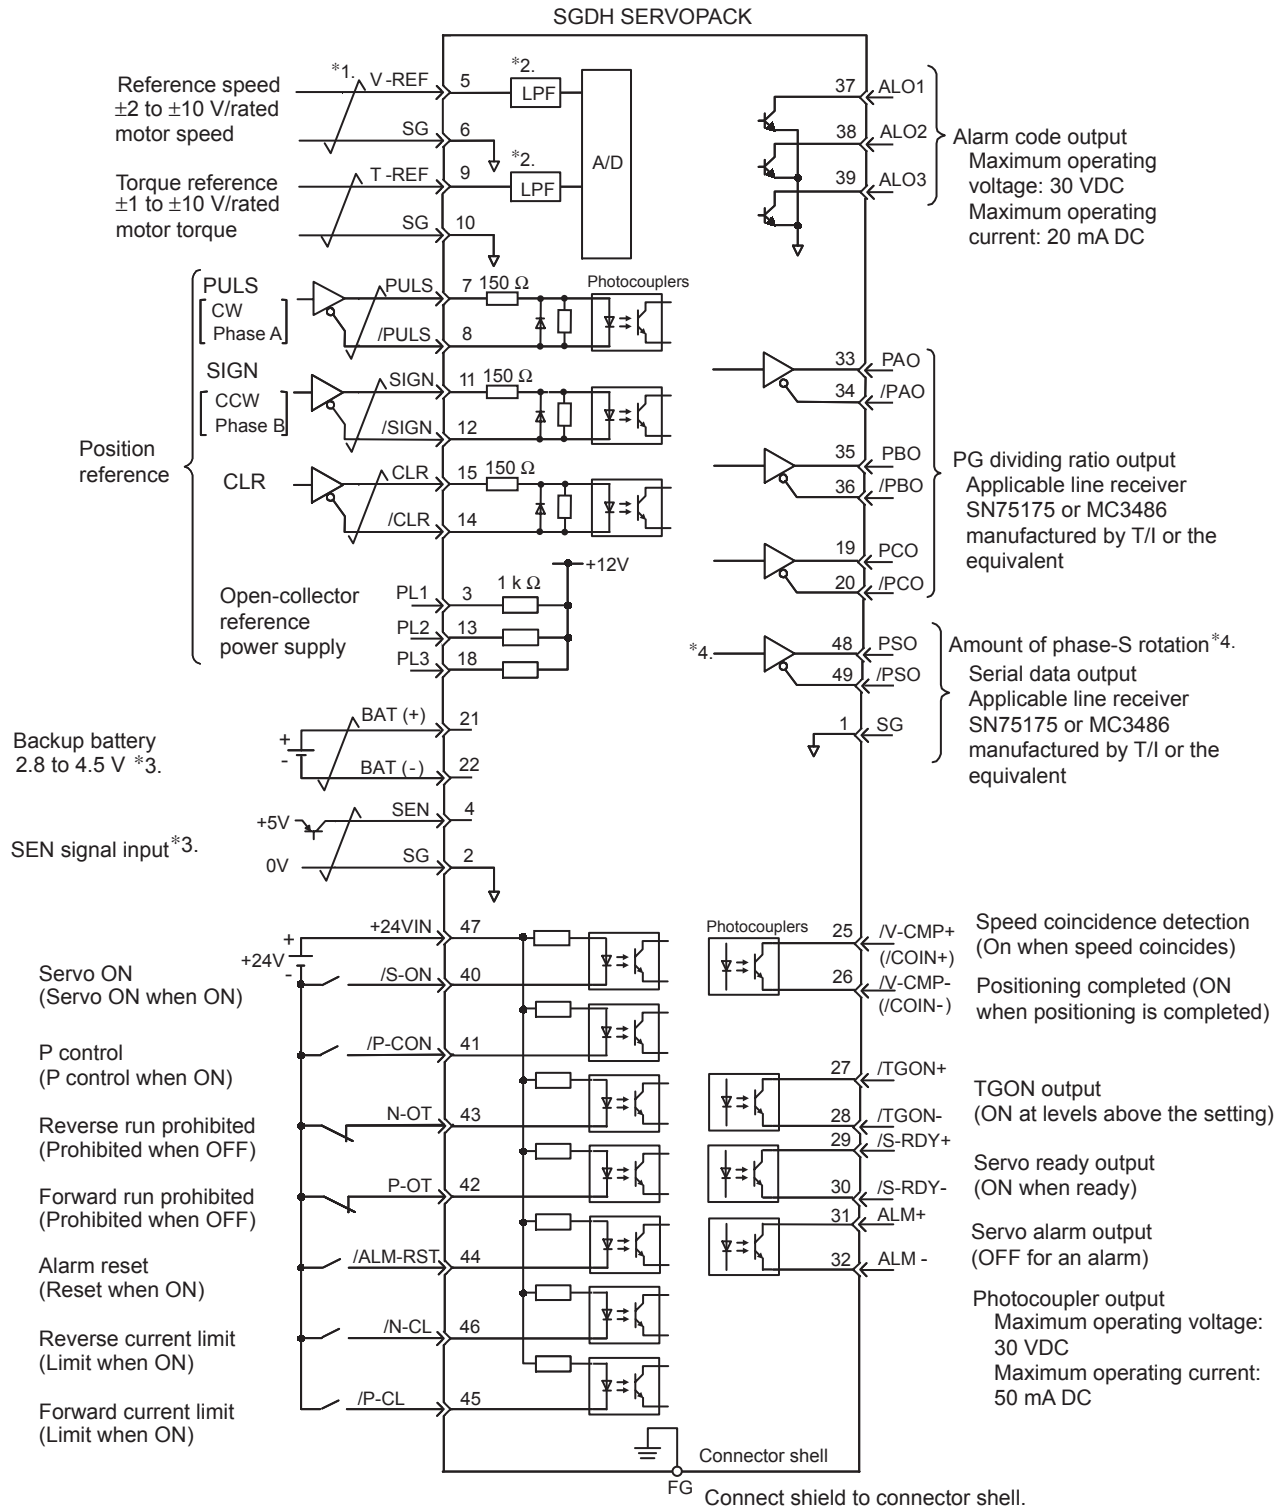 SGDH SERVOPACK
Reference speed
±2 to ±10 V/rated
motor speed
*1.
V -REF
5
*2.
LPF
SG
6
A/D
Torque reference
±1 to ±10 V/rated
motor torque
T -REF
9
*2.
LPF
SG
10
37
ALO1
38
ALO2
39
ALO3
Alarm code output
Maximum operating
voltage: 30 VDC
Maximum operating
current: 20 mA DC
Position
reference
PULS
CW
Phase A
PULS
7
150 Ω
Photocouplers
/PULS
8
SIGN
CCW
Phase B
SIGN
11
150 Ω
/SIGN
12
CLR
CLR
15
150 Ω
/CLR
14
Open-collector
reference
power supply
+12V
PL1
3
1 k Ω
PL2
13
PL3
18
33
PAO
34
/PAO
35
PBO
36
/PBO
19
PCO
20
/PCO
PG dividing ratio output
Applicable line receiver
SN75175 or MC3486
manufactured by T/I or the
equivalent
*4.
48
PSO
49
/PSO
1
SG
Amount of phase-S rotation*4.
Serial data output
Applicable line receiver
SN75175 or MC3486
manufactured by T/I or the
equivalent
Backup battery
2.8 to 4.5 V *3.
+
-
BAT (+)
21
BAT (-)
22
SEN signal input*3.
+5V
SEN
4
0V
SG
2
+24VIN
47
+
+24V
-
Servo ON
(Servo ON when ON)
/S-ON
40
P control
(P control when ON)
/P-CON
41
Reverse run prohibited
(Prohibited when OFF)
N-OT
43
Forward run prohibited
(Prohibited when OFF)
P-OT
42
Alarm reset
(Reset when ON)
/ALM-RST
44
Reverse current limit
(Limit when ON)
/N-CL
46
Forward current limit
(Limit when ON)
/P-CL
45
Photocouplers
25
/V-CMP+
(/COIN+)
26
/V-CMP-
(/COIN-)
Speed coincidence detection
(On when speed coincides)
Positioning completed (ON
when positioning is completed)
27
/TGON+
28
/TGON-
TGON output
(ON at levels above the setting)
29
/S-RDY+
30
/S-RDY-
Servo ready output
(ON when ready)
31
ALM+
32
ALM -
Servo alarm output
(OFF for an alarm)
Photocoupler output
Maximum operating voltage:
30 VDC
Maximum operating current:
50 mA DC
Connector shell
FG
Connect shield to connector shell.